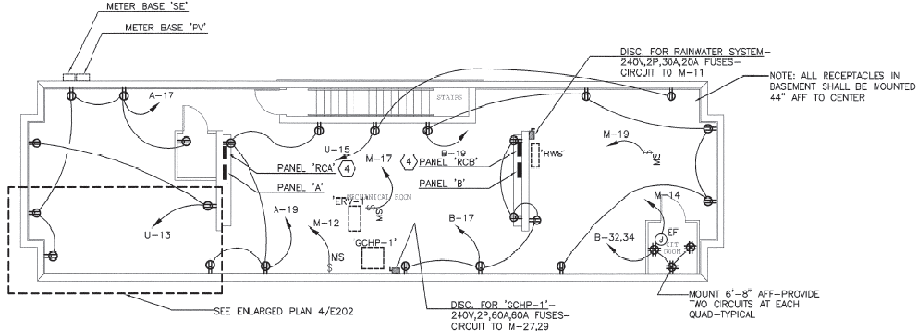 METER BASE 'SE'
METER BASE 'PV'
DISC. FOR RAINWATER SYSTEM-
240V,2P,30A,20A FUSES-
CIRCUIT TO M-11
NOTE: ALL RECEPTACLES IN
BASEMENT SHALL BE MOUNTED
44" AFF TO CENTER
A-17
STAIRS
U-15
B-19
M-19
PANEL 'RCA'
4
M-17
4
PANEL 'RCB'
'RWS'
MS
PANEL 'A'
PANEL 'B'
MECHANICAL ROOM
M-14
A-19
M-12
MS
B-17
U-13
'GCHP-1'
B-32,34
J
EF
MS
SEE ENLARGED PLAN 4/E202
DISC. FOR 'GCHP-1'-
240V,2P,60A,60A FUSES-
CIRCUIT TO M-27,29
MOUNT 6'-8" AFF-PROVIDE
TWO CIRCUITS AT EACH
QUAD-TYPICAL